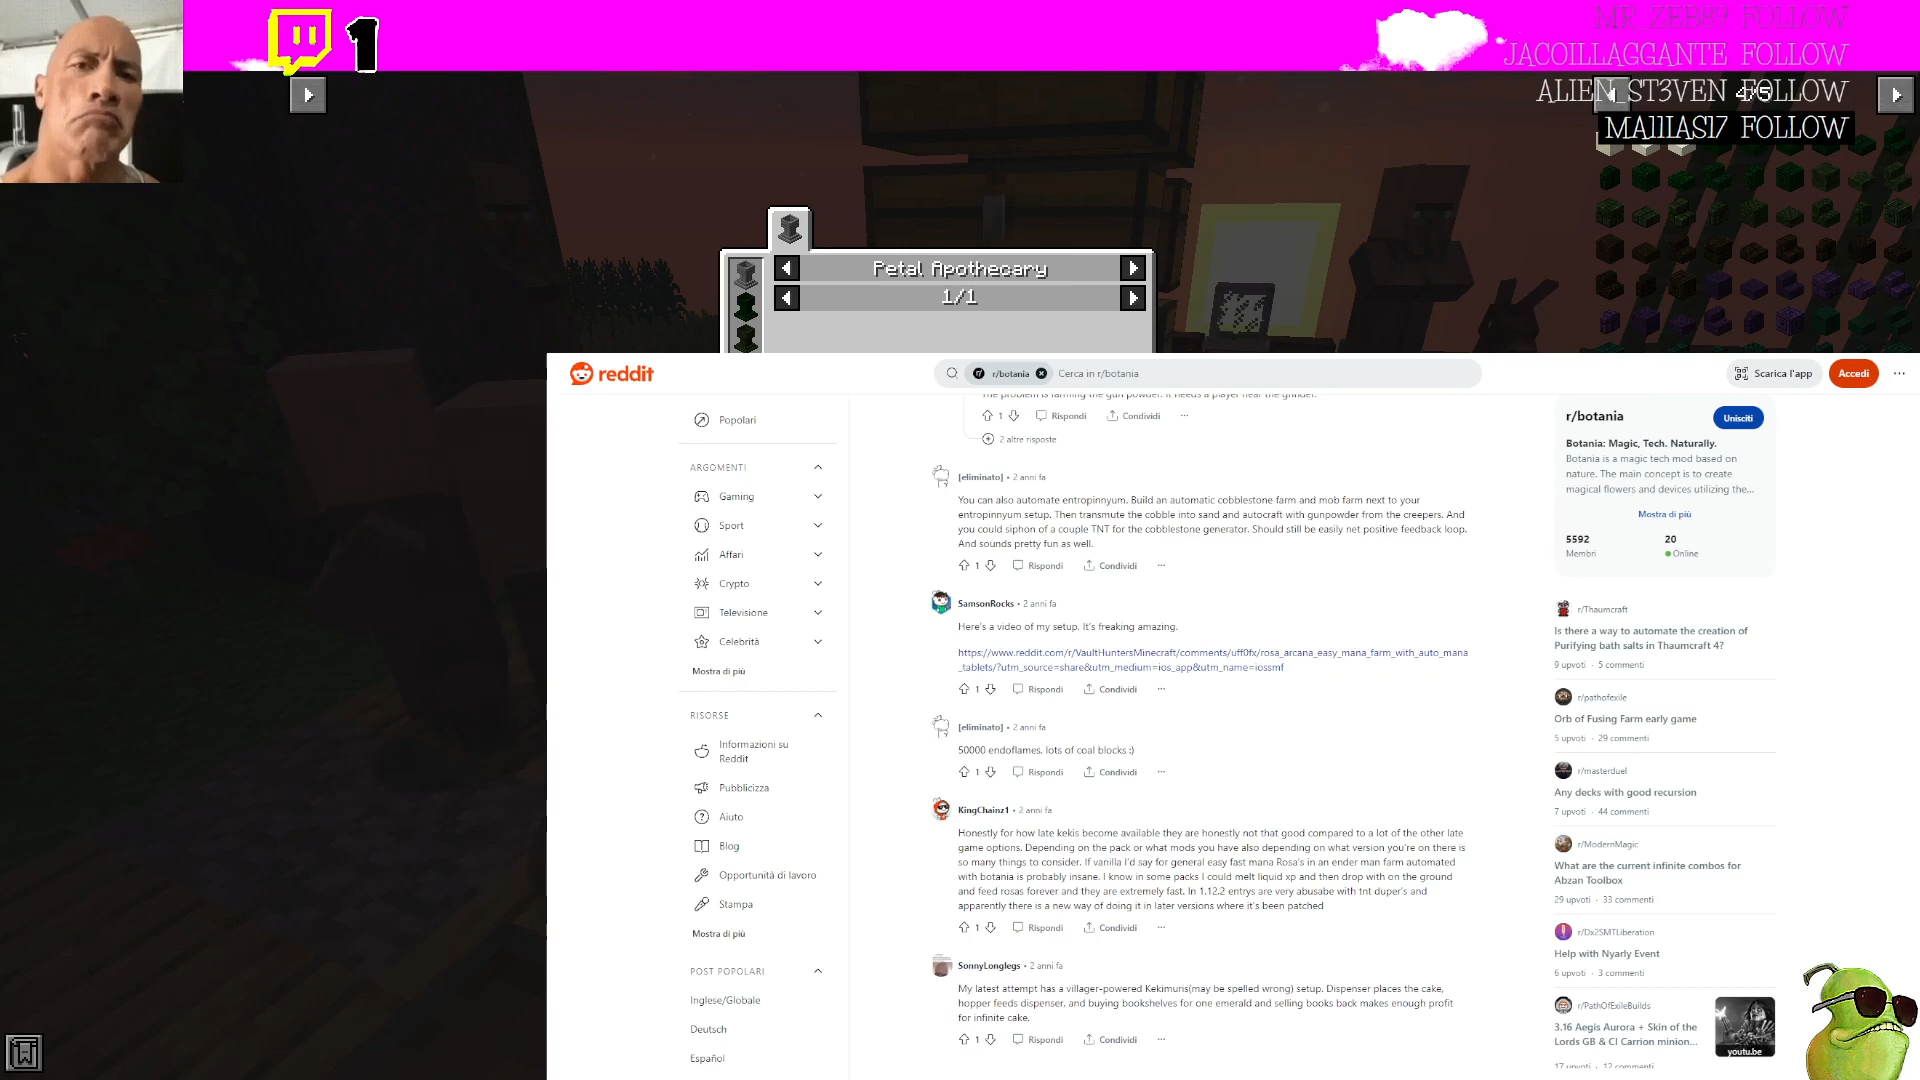 1
MR_ZEB89 FOLLOW
JACOILLAGGANTE FOLLOW
ALIEN_ST3VEN FOLLOW
4/5
MA111AS17 FOLLOW
Petal Apothecary
1/1
reddit
r/botania
Cerca in r/botania
Scarica l'app
Accedi
Popolari
ARGOMENTI
Gaming
Sport
Affari
Crypto
Televisione
Celebrità
Mostra di più
RISORSE
Informazioni su
Reddit
Pubblicizza
Aiuto
Blog
Opportunità di lavoro
Stampa
Mostra di più
POST POPOLARI
Inglese/Globale
Deutsch
Español
The problem is farming the gun powder. It needs a player near the grinder.
1 Rispondi Condividi
2 altre risposte
[eliminato] • 2 anni fa
You can also automate entropinnyum. Build an automatic cobblestone farm and mob farm next to your
entropinnyum setup. Then transmute the cobble into sand and autocraft with gunpowder from the creepers. And
you could siphon of a couple TNT for the cobblestone generator. Should still be easily net positive feedback loop.
And sounds pretty fun as well.
1 Rispondi Condividi
SamsonRocks • 2 anni fa
Here's a video of my setup. It's freaking amazing.
https://www.reddit.com/r/VaultHuntersMinecraft/comments/uff0fx/rosa_arcana_easy_mana_farm_with_auto_mana
_tablets/?utm_source=share&utm_medium=ios_app&utm_name=iossmf
1 Rispondi Condividi
[eliminato] • 2 anni fa
50000 endoflames, lots of coal blocks :)
1 Rispondi Condividi
KingChainz1 • 2 anni fa
Honestly for how late kekis become available they are honestly not that good compared to a lot of the other late
game options. Depending on the pack or what mods you have also depending on what version you're on there is
so many things to consider. If vanilla I'd say for general easy fast mana Rosa's in an ender man farm automated
with botania is probably insane. I know in some packs I could melt liquid xp and then drop with on the ground
and feed rosas forever and they are extremely fast. In 1.12.2 entrys are very abusabe with tnt duper's and
apparently there is a new way of doing it in later versions where it's been patched
1 Rispondi Condividi
SonnyLonglegs • 2 anni fa
My latest attempt has a villager-powered Kekimuris(may be spelled wrong) setup. Dispenser places the cake,
hopper feeds dispenser, and buying bookshelves for one emerald and selling books back makes enough profit
for infinite cake.
1 Rispondi Condividi
r/botania
Unisciti
Botania: Magic, Tech. Naturally.
Botania is a magic tech mod based on
nature. The main concept is to create
magical flowers and devices utilizing the...
Mostra di più
5592 20
Membri Online
r/Thaumcraft
Is there a way to automate the creation of
Purifying bath salts in Thaumcraft 4?
9 upvoti · 5 commenti
r/pathofexile
Orb of Fusing Farm early game
5 upvoti · 29 commenti
r/masterduel
Any decks with good recursion
7 upvoti · 44 commenti
r/ModernMagic
What are the current infinite combos for
Abzan Toolbox
29 upvoti · 33 commenti
r/Dx2SMTLiberation
Help with Nyarly Event
6 upvoti · 3 commenti
r/PathOfExileBuilds
3.16 Aegis Aurora + Skin of the
Lords GB & CI Carrion minion...
youtu.be
17 upvoti · 12 commenti